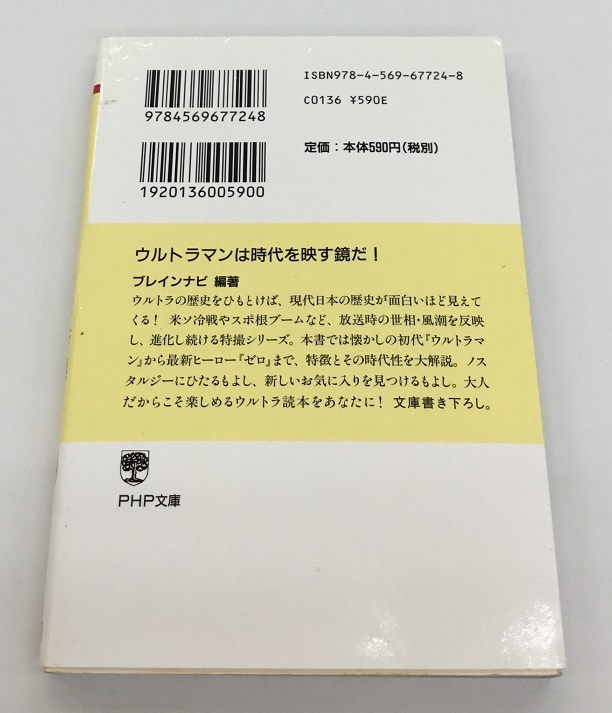 ISBN978-4-569-67724-8
C0136 ¥590E
9784569677248
定価：本体590円(税別)
1920136005900
ウルトラマンは時代を映す鏡だ！
ブレインナビ 編著
ウルトラの歴史をひもとけば、現代日本の歴史が面白いほど見えて
くる！ 米ソ冷戦やスポ根ブームなど、放送時の世相・風潮を反映
し、進化し続ける特撮シリーズ。本書では懐かしの初代『ウルトラマ
ン』から最新ヒーロー『ゼロ』まで、特徴とその時代性を大解説。ノス
タルジーにひたるもよし、新しいお気に入りを見つけるもよし。大人
だからこそ楽しめるウルトラ読本をあなたに！ 文庫書き下ろし。
PHP文庫